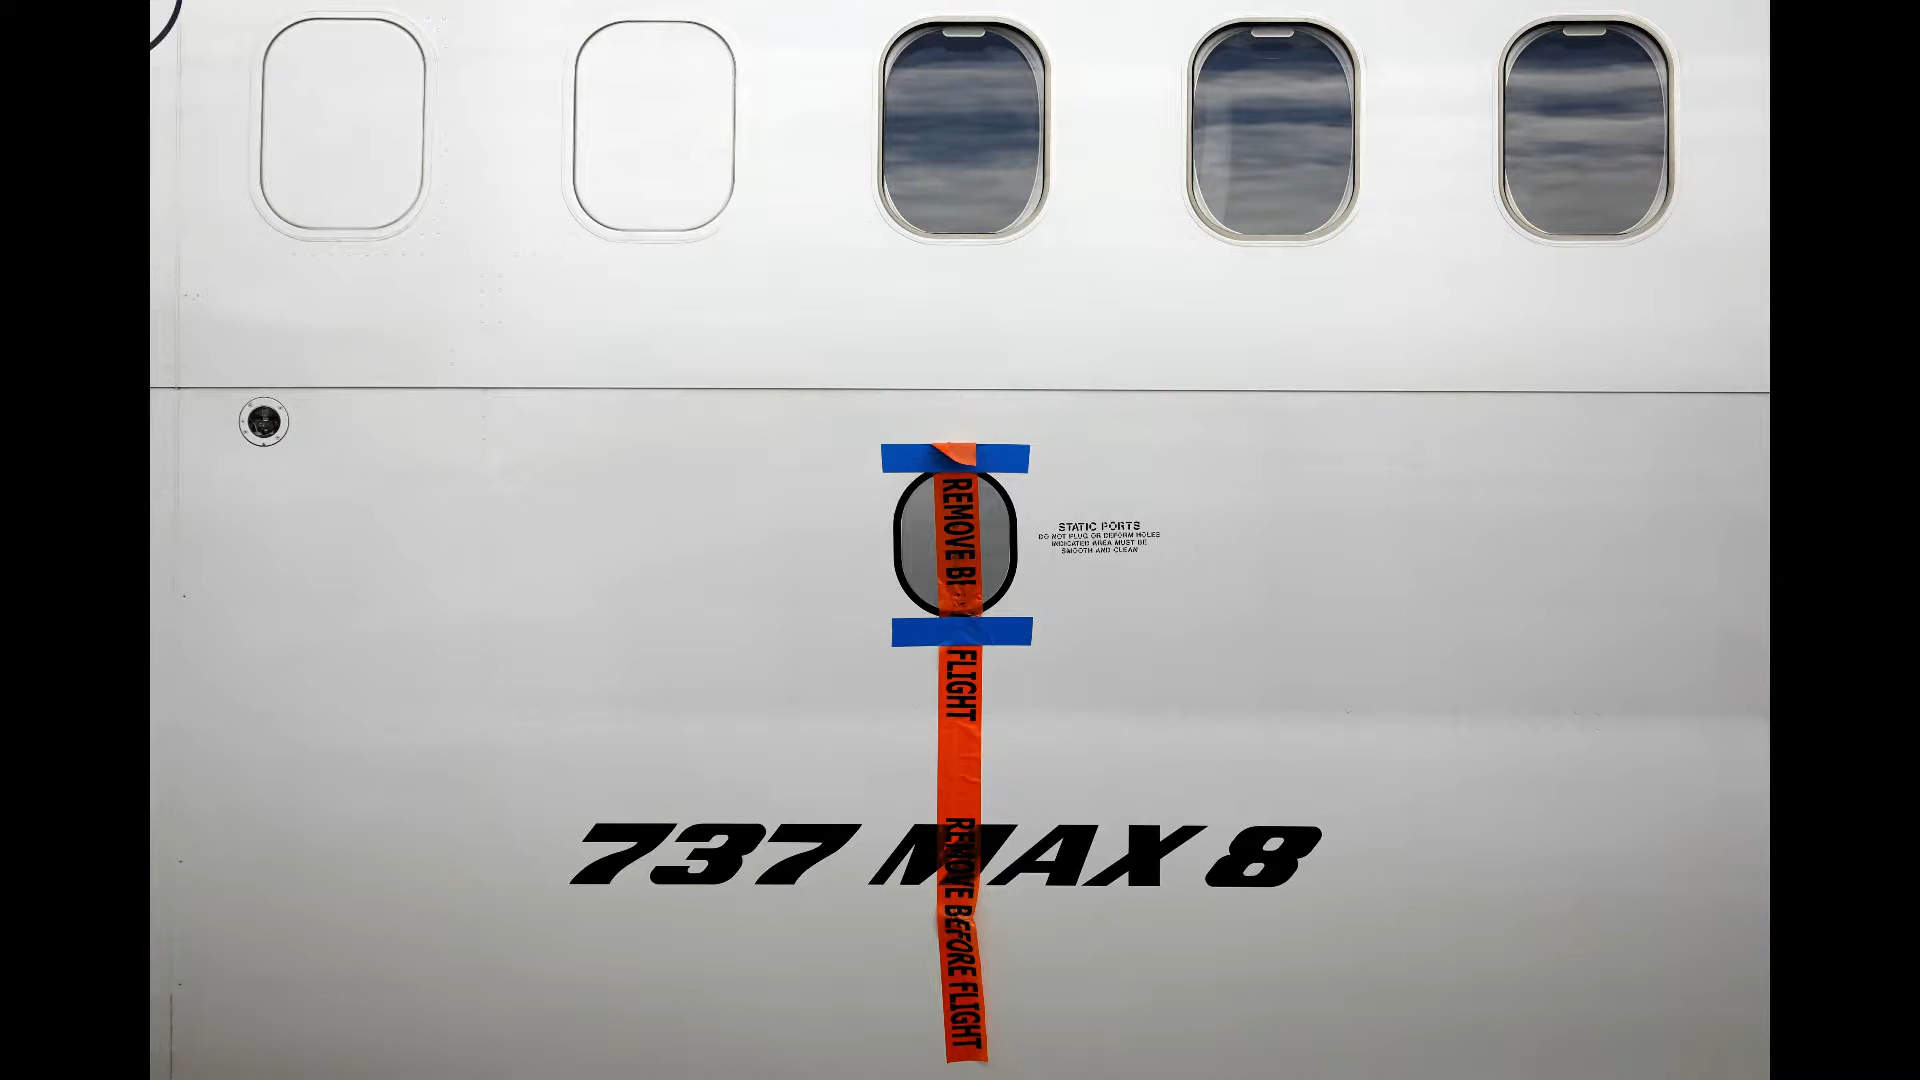 REMOVE BE
STATIC PORTS
DO NOT PLUG OR DEFORM HOLES
INDICATED AREA MUST BE
SMOOTH AND CLEAN
FLIGHT
737 MAX 8
REMOVE BEFORE FLIGHT